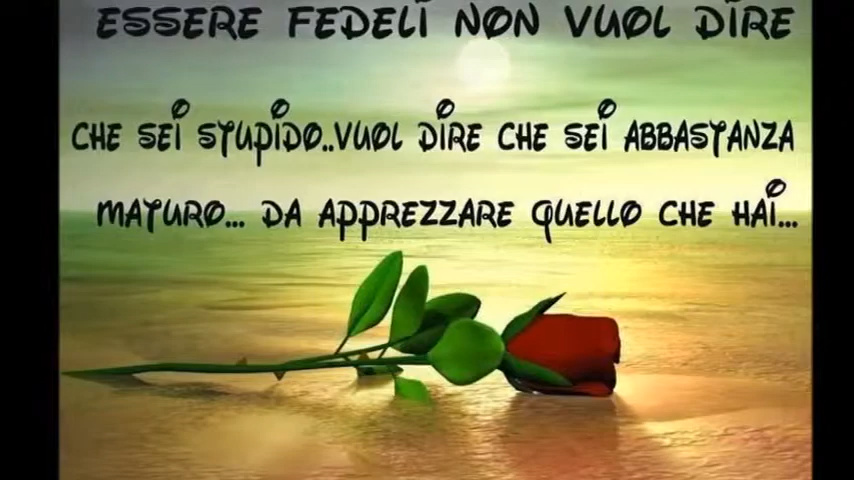 ESSERE FEDELI NON VUOL DIRE
CHE SEI STUPIDO..VUOL DIRE CHE SEI ABBASTANZA
MATURO... DA APPREZZARE QUELLO CHE HAI...